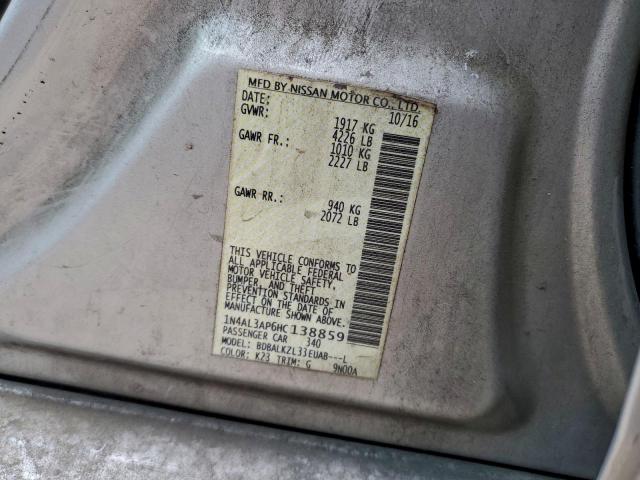 MFD BY NISSAN MOTOR CO., LTD.
DATE: 10/16
GVWR: 1917 KG
4226 LB
GAWR FR.: 1010 KG
2227 LB
GAWR RR.: 940 KG
2072 LB
THIS VEHICLE CONFORMS TO
ALL APPLICABLE FEDERAL
MOTOR VEHICLE SAFETY,
BUMPER, AND THEFT
PREVENTION STANDARDS IN
EFFECT ON THE DATE OF
MANUFACTURE SHOWN ABOVE.
1N4AL3AP6HC138859
PASSENGER CAR 340
MODEL: BDBALKZL33EUAB---L
COLOR: K23 TRIM: G 9N00A